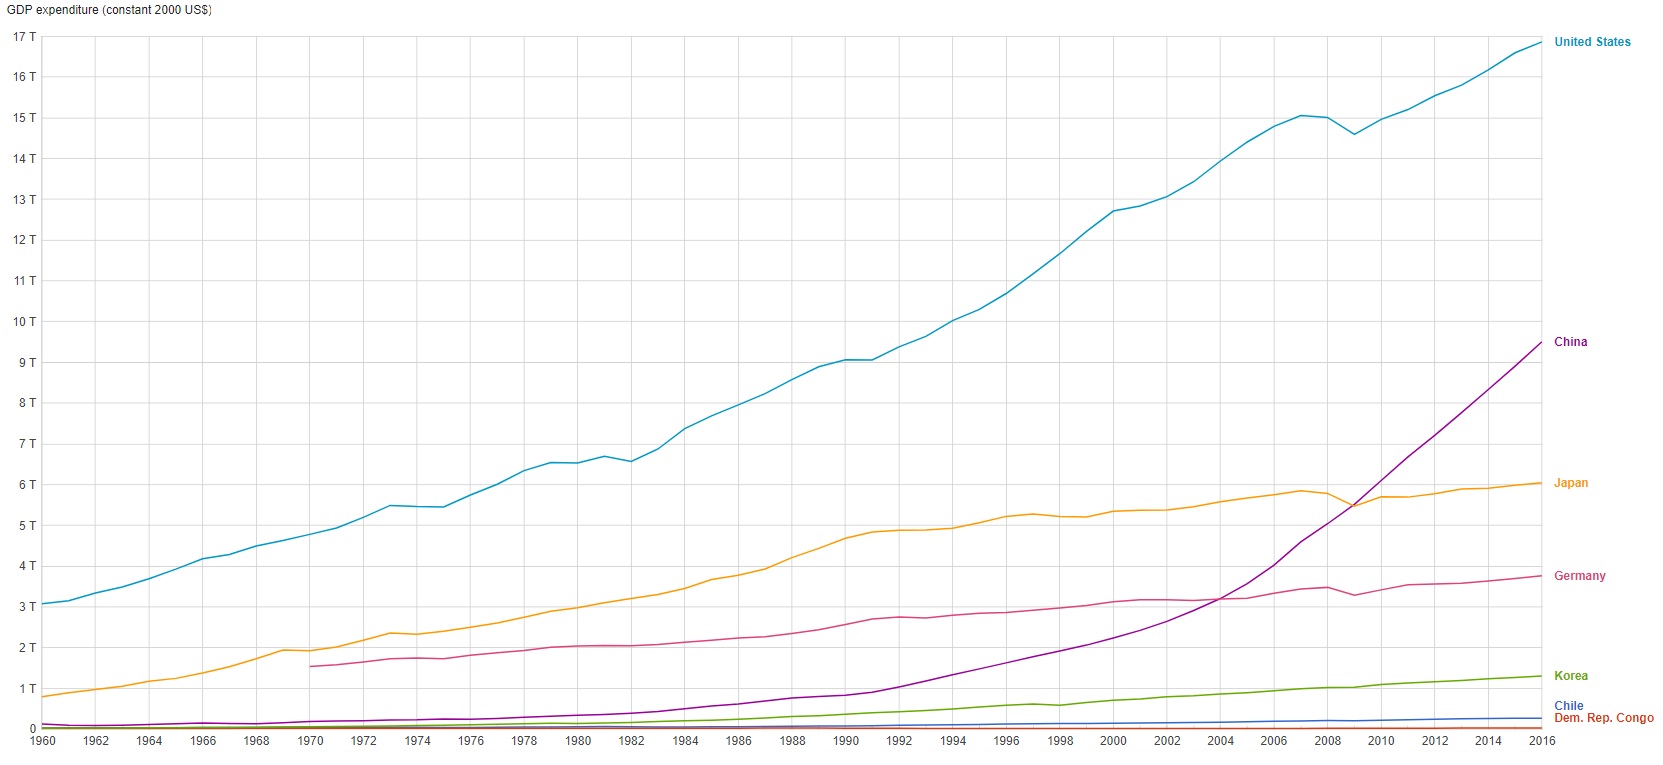 GDP expenditure (constant 2000 US$)
17 T
16 T
15 T
14 T
13 T
12 T
11 T
10 T
9 T
8 T
7 T
6 T
5 T
4 T
3 T
2 T
1 T
0
United States
China
Japan
Germany
Korea
Chile
Dem. Rep. Congo
1960 1962 1964 1966 1968 1970 1972 1974 1976 1978 1980 1982 1984 1986 1988 1990 1992 1994 1996 1998 2000 2002 2004 2006 2008 2010 2012 2014 2016